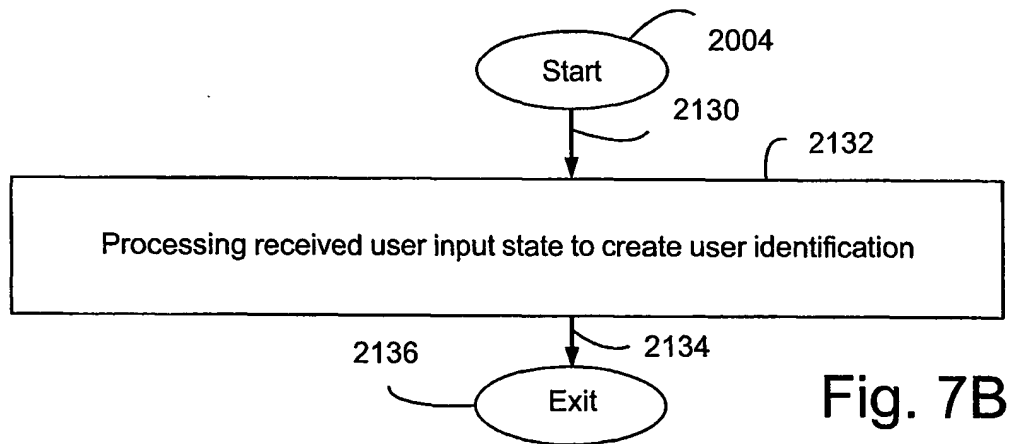 2004
Start
2130
2132
Processing received user input state to create user identification
2134
2136
Exit
Fig. 7B